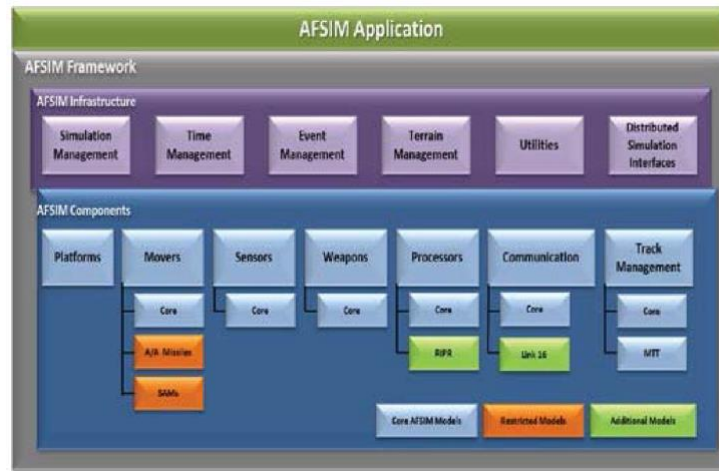 AFSIM Application
AFSIM Framework
AFSIM Infrastructure
Simulation
Management
Time
Management
Event
Management
Terrain
Management
Utilities
Distributed
Simulation
Interfaces
AFSIM Components
Platforms
Movers
Sensors
Weapons
Processors
Communication
Track
Management
Core
Core
Core
Core
Core
Core
A/A Mission
RIPR
Link 16
MTT
SAMs
Core AFSIM Models
Restricted Models
Additional Models